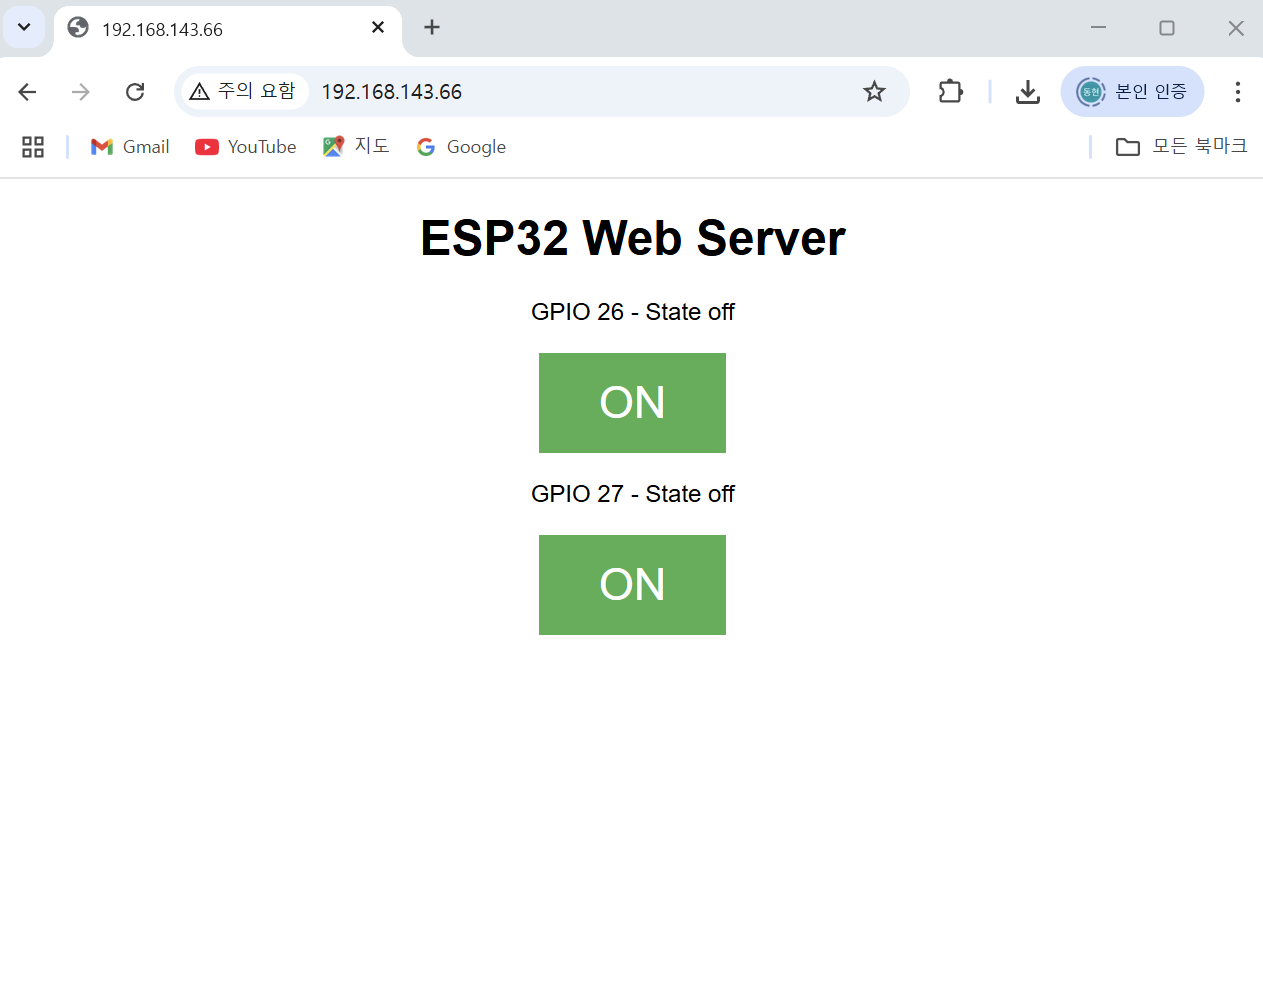 192.168.143.66
주의 요함 192.168.143.66 동현 본인 인증
Gmail YouTube 지도 Google 모든 북마크
ESP32 Web Server
GPIO 26 - State off
ON
GPIO 27 - State off
ON